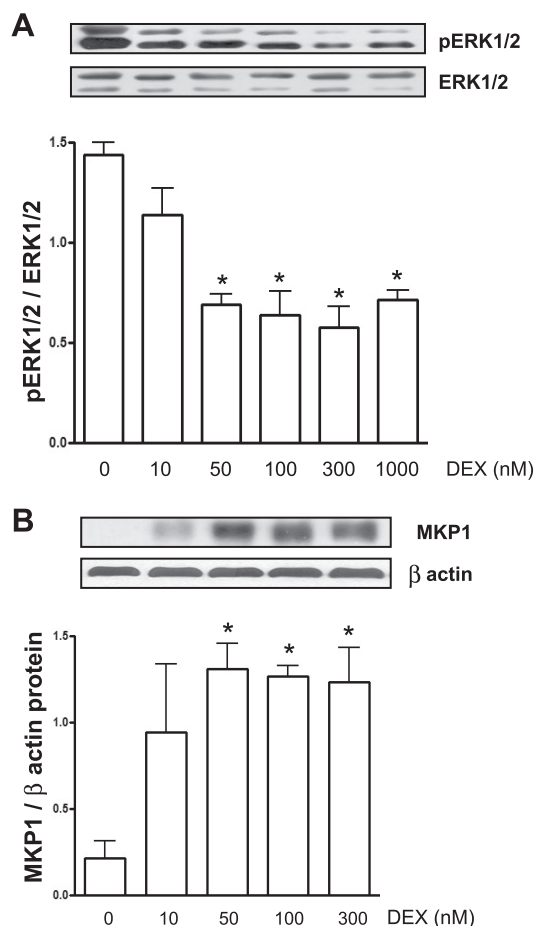 A
pERK1/2
ERK1/2
pERK1/2 / ERK1/2
1.5
1.0
0.5
0.0
* * * *
0 10 50 100 300 1000 DEX (nM)
B
MKP1
β actin
MKP1 / β actin protein
1.5
1.0
0.5
0.0
* * *
0 10 50 100 300 DEX (nM)